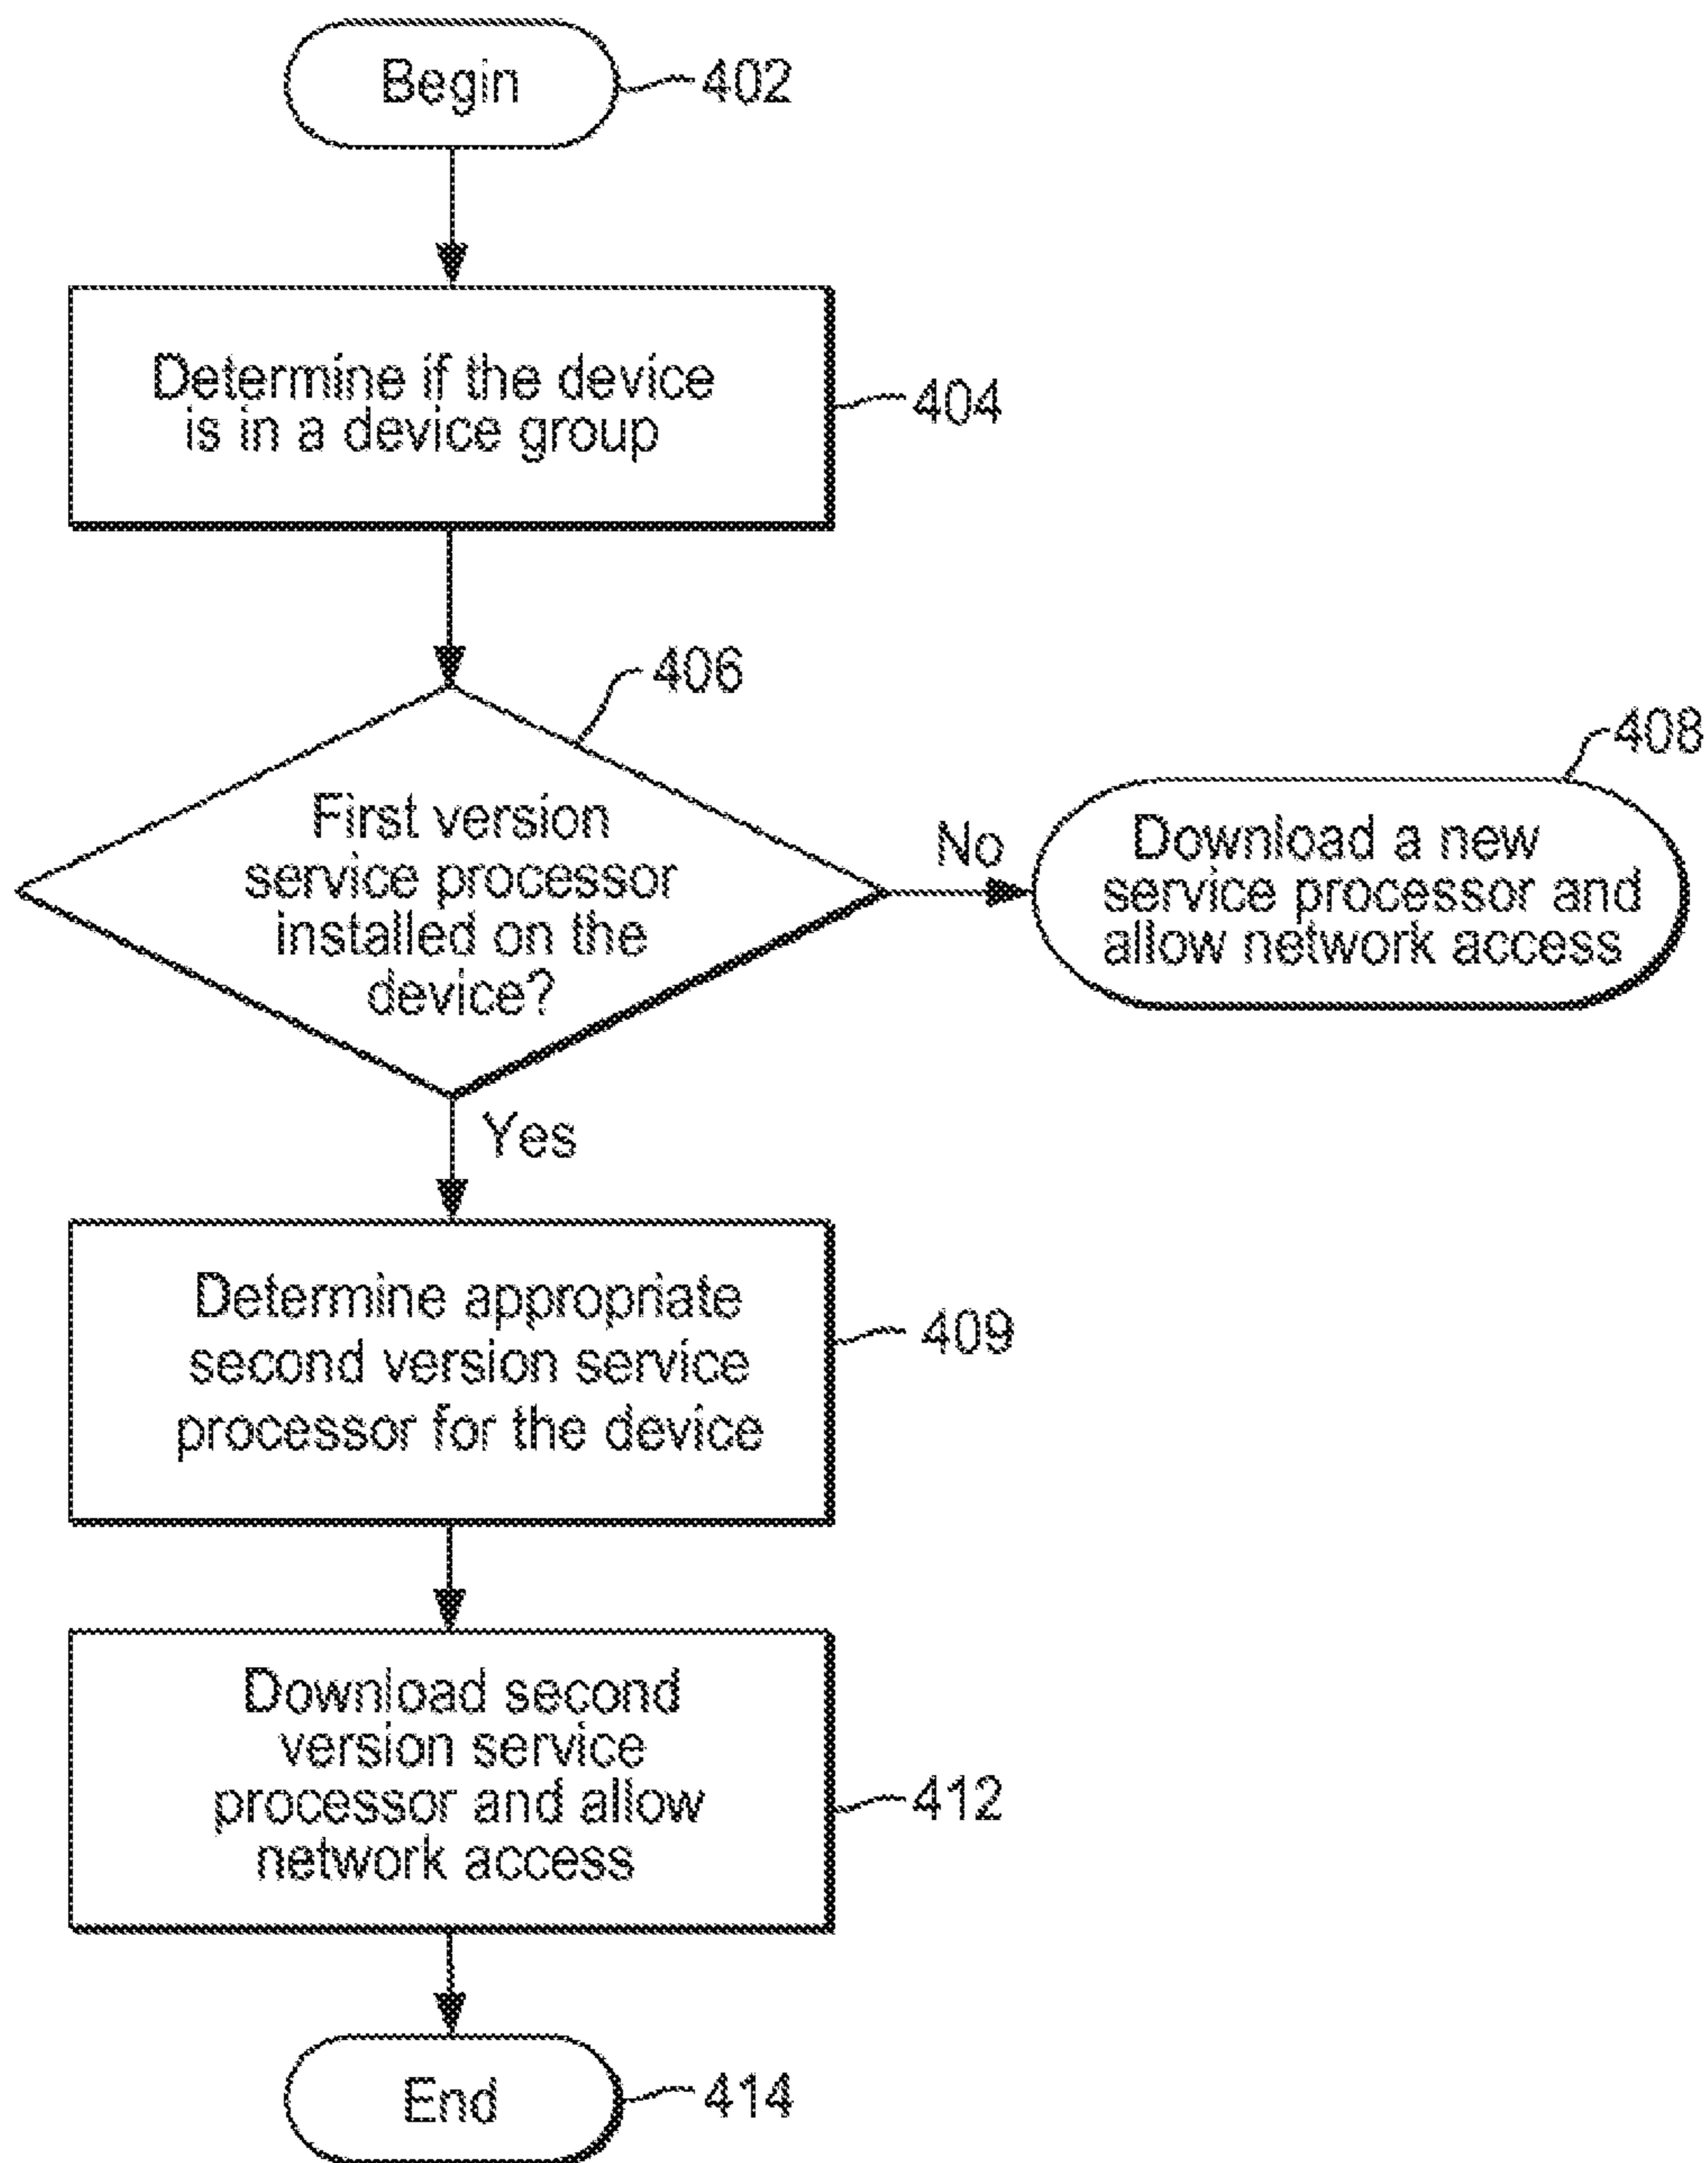 Begin
402
Determine if the device
is in a device group
404
406
First version
service processor
installed on the
device?
No
408
Download a new
service processor and
allow network access
Yes
Determine appropriate
second version service
processor for the device
409
Download second
version service
processor and allow
network access
412
End
414